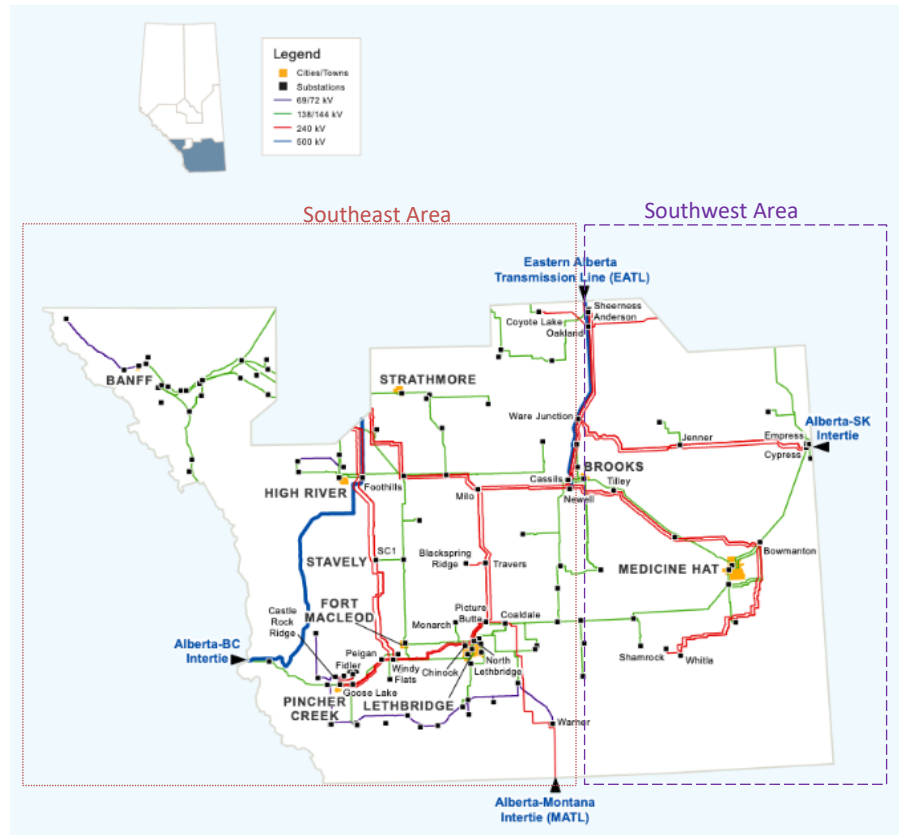 Legend
Cities/Towns
Substations
69/72 kV
138/144 kV
240 kV
500 kV
Southeast Area
Southwest Area
Eastern Alberta
Transmission Line (EATL)
Sheerness
Anderson
Coyote Lake
Oakland
BANFF
STRATHMORE
Ware Junction
Jenner
Empress
Cypress
Alberta-SK
Intertie
BROOKS
Cassils
Tilley
Newell
HIGH RIVER
Foothills
Milo
STAVELY
SC1
Blackspring
Ridge
Travers
MEDICINE HAT
Bowmanton
FORT
MACLEOD
Castle
Rock
Ridge
Monarch
Picture
Butte
Coaldale
Alberta-BC
Intertie
Peigan
Fidler
Windy
Flats
Chinook
North
Lethbridge
Shamrock
Whitla
Goose Lake
PINCHER
CREEK
LETHBRIDGE
Warner
Alberta-Montana
Intertie (MATL)